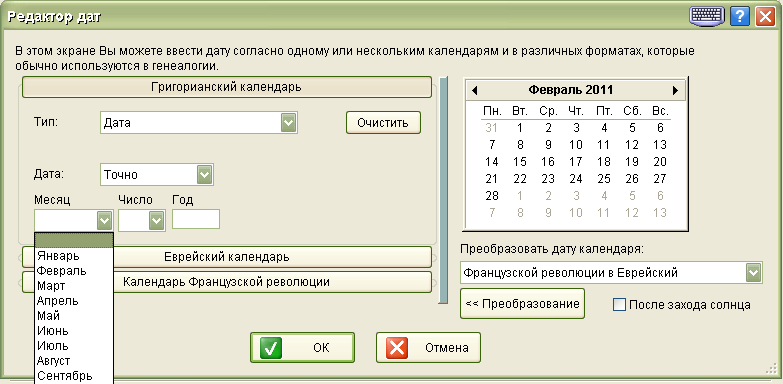 Редактор дат
?
В этом экране Вы можете ввести дату согласно одному или нескольким календарям и в различных форматах, которые
обычно используются в генеалогии.
Григорианский календарь
Тип:
Дата
Очистить
Дата:
Точно
Месяц
Число
Год
Январь
Февраль
Март
Апрель
Май
Июнь
Июль
Август
Сентябрь
Еврейский календарь
Календарь Французской революции
Февраль 2011
Пн. Вт. Ср. Чт. Пт. Сб. Вс.
31 1 2 3 4 5 6
7 8 9 10 11 12 13
14 15 16 17 18 19 20
21 22 23 24 25 26 27
28 1 2 3 4 5 6
7 8 9 10 11 12 13
Преобразовать дату календаря:
Французской революции в Еврейский
<< Преобразование
После захода солнца
OK
Отмена